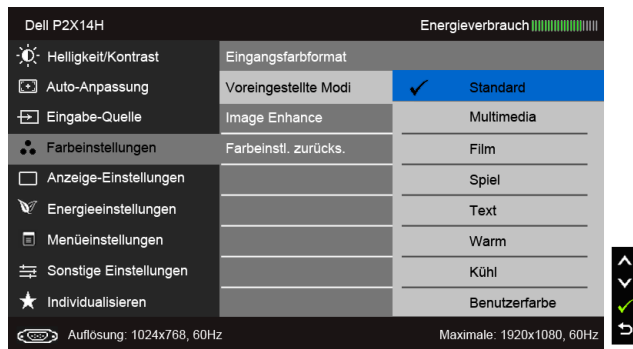 Dell P2X14H
Energieverbrauch
Helligkeit/Kontrast
Eingangsfarbformat
Auto-Anpassung
Voreingestellte Modi
Standard
Eingabe-Quelle
Image Enhance
Multimedia
Farbeinstellungen
Farbeinstl. zurücks.
Film
Anzeige-Einstellungen
Spiel
Energieeinstellungen
Text
Menüeinstellungen
Warm
Sonstige Einstellungen
Kühl
Individualisieren
Benutzerfarbe
Auflösung: 1024x768, 60Hz
Maximale: 1920x1080, 60Hz